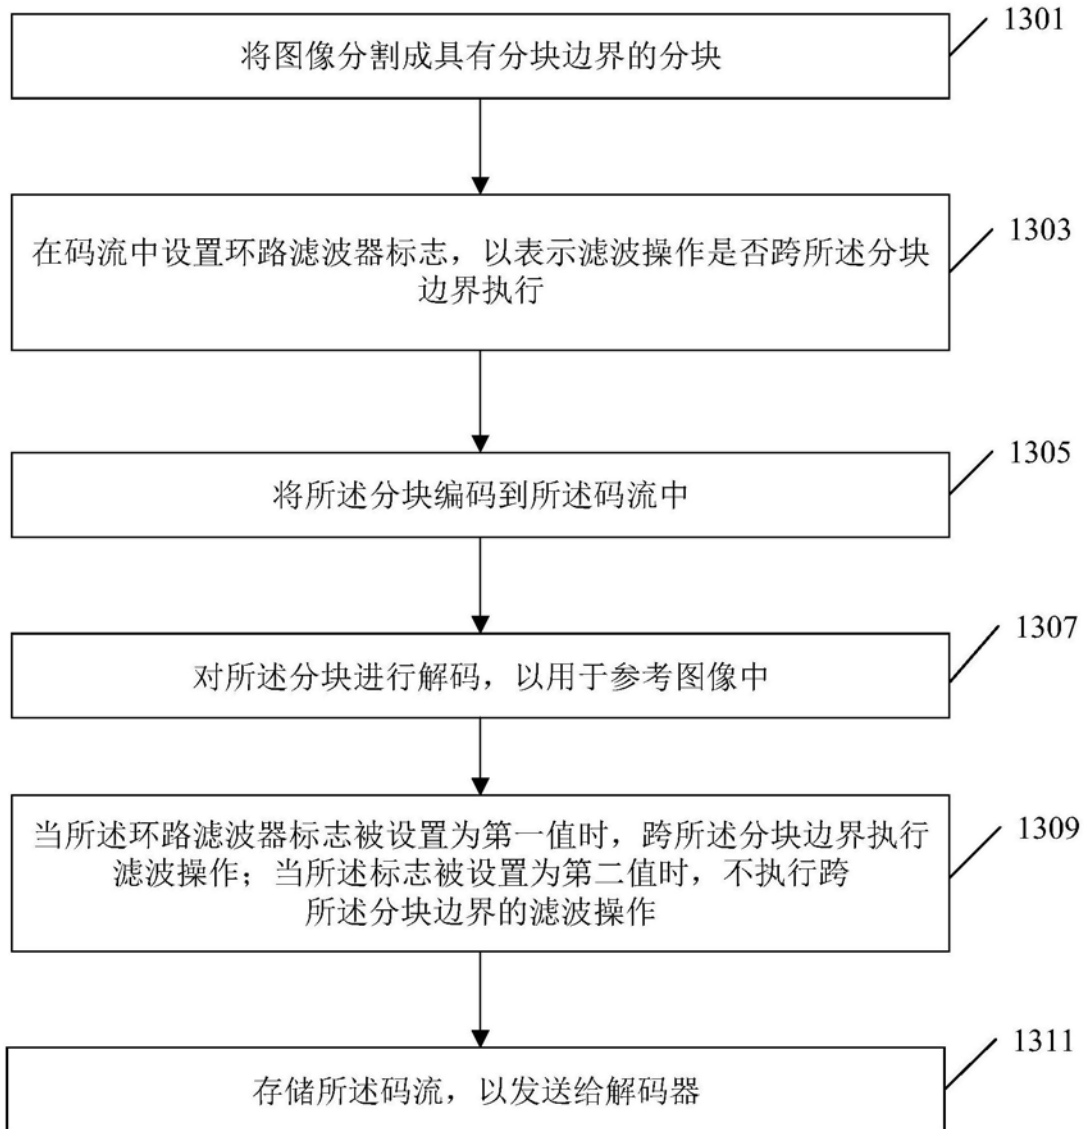 1301
将图像分割成具有分块边界的分块
1303
在码流中设置环路滤波器标志，以表示滤波操作是否跨所述分块
边界执行
1305
将所述分块编码到所述码流中
1307
对所述分块进行解码，以用于参考图像中
1309
当所述环路滤波器标志被设置为第一值时，跨所述分块边界执行
滤波操作；当所述标志被设置为第二值时，不执行跨
所述分块边界的滤波操作
1311
存储所述码流，以发送给解码器